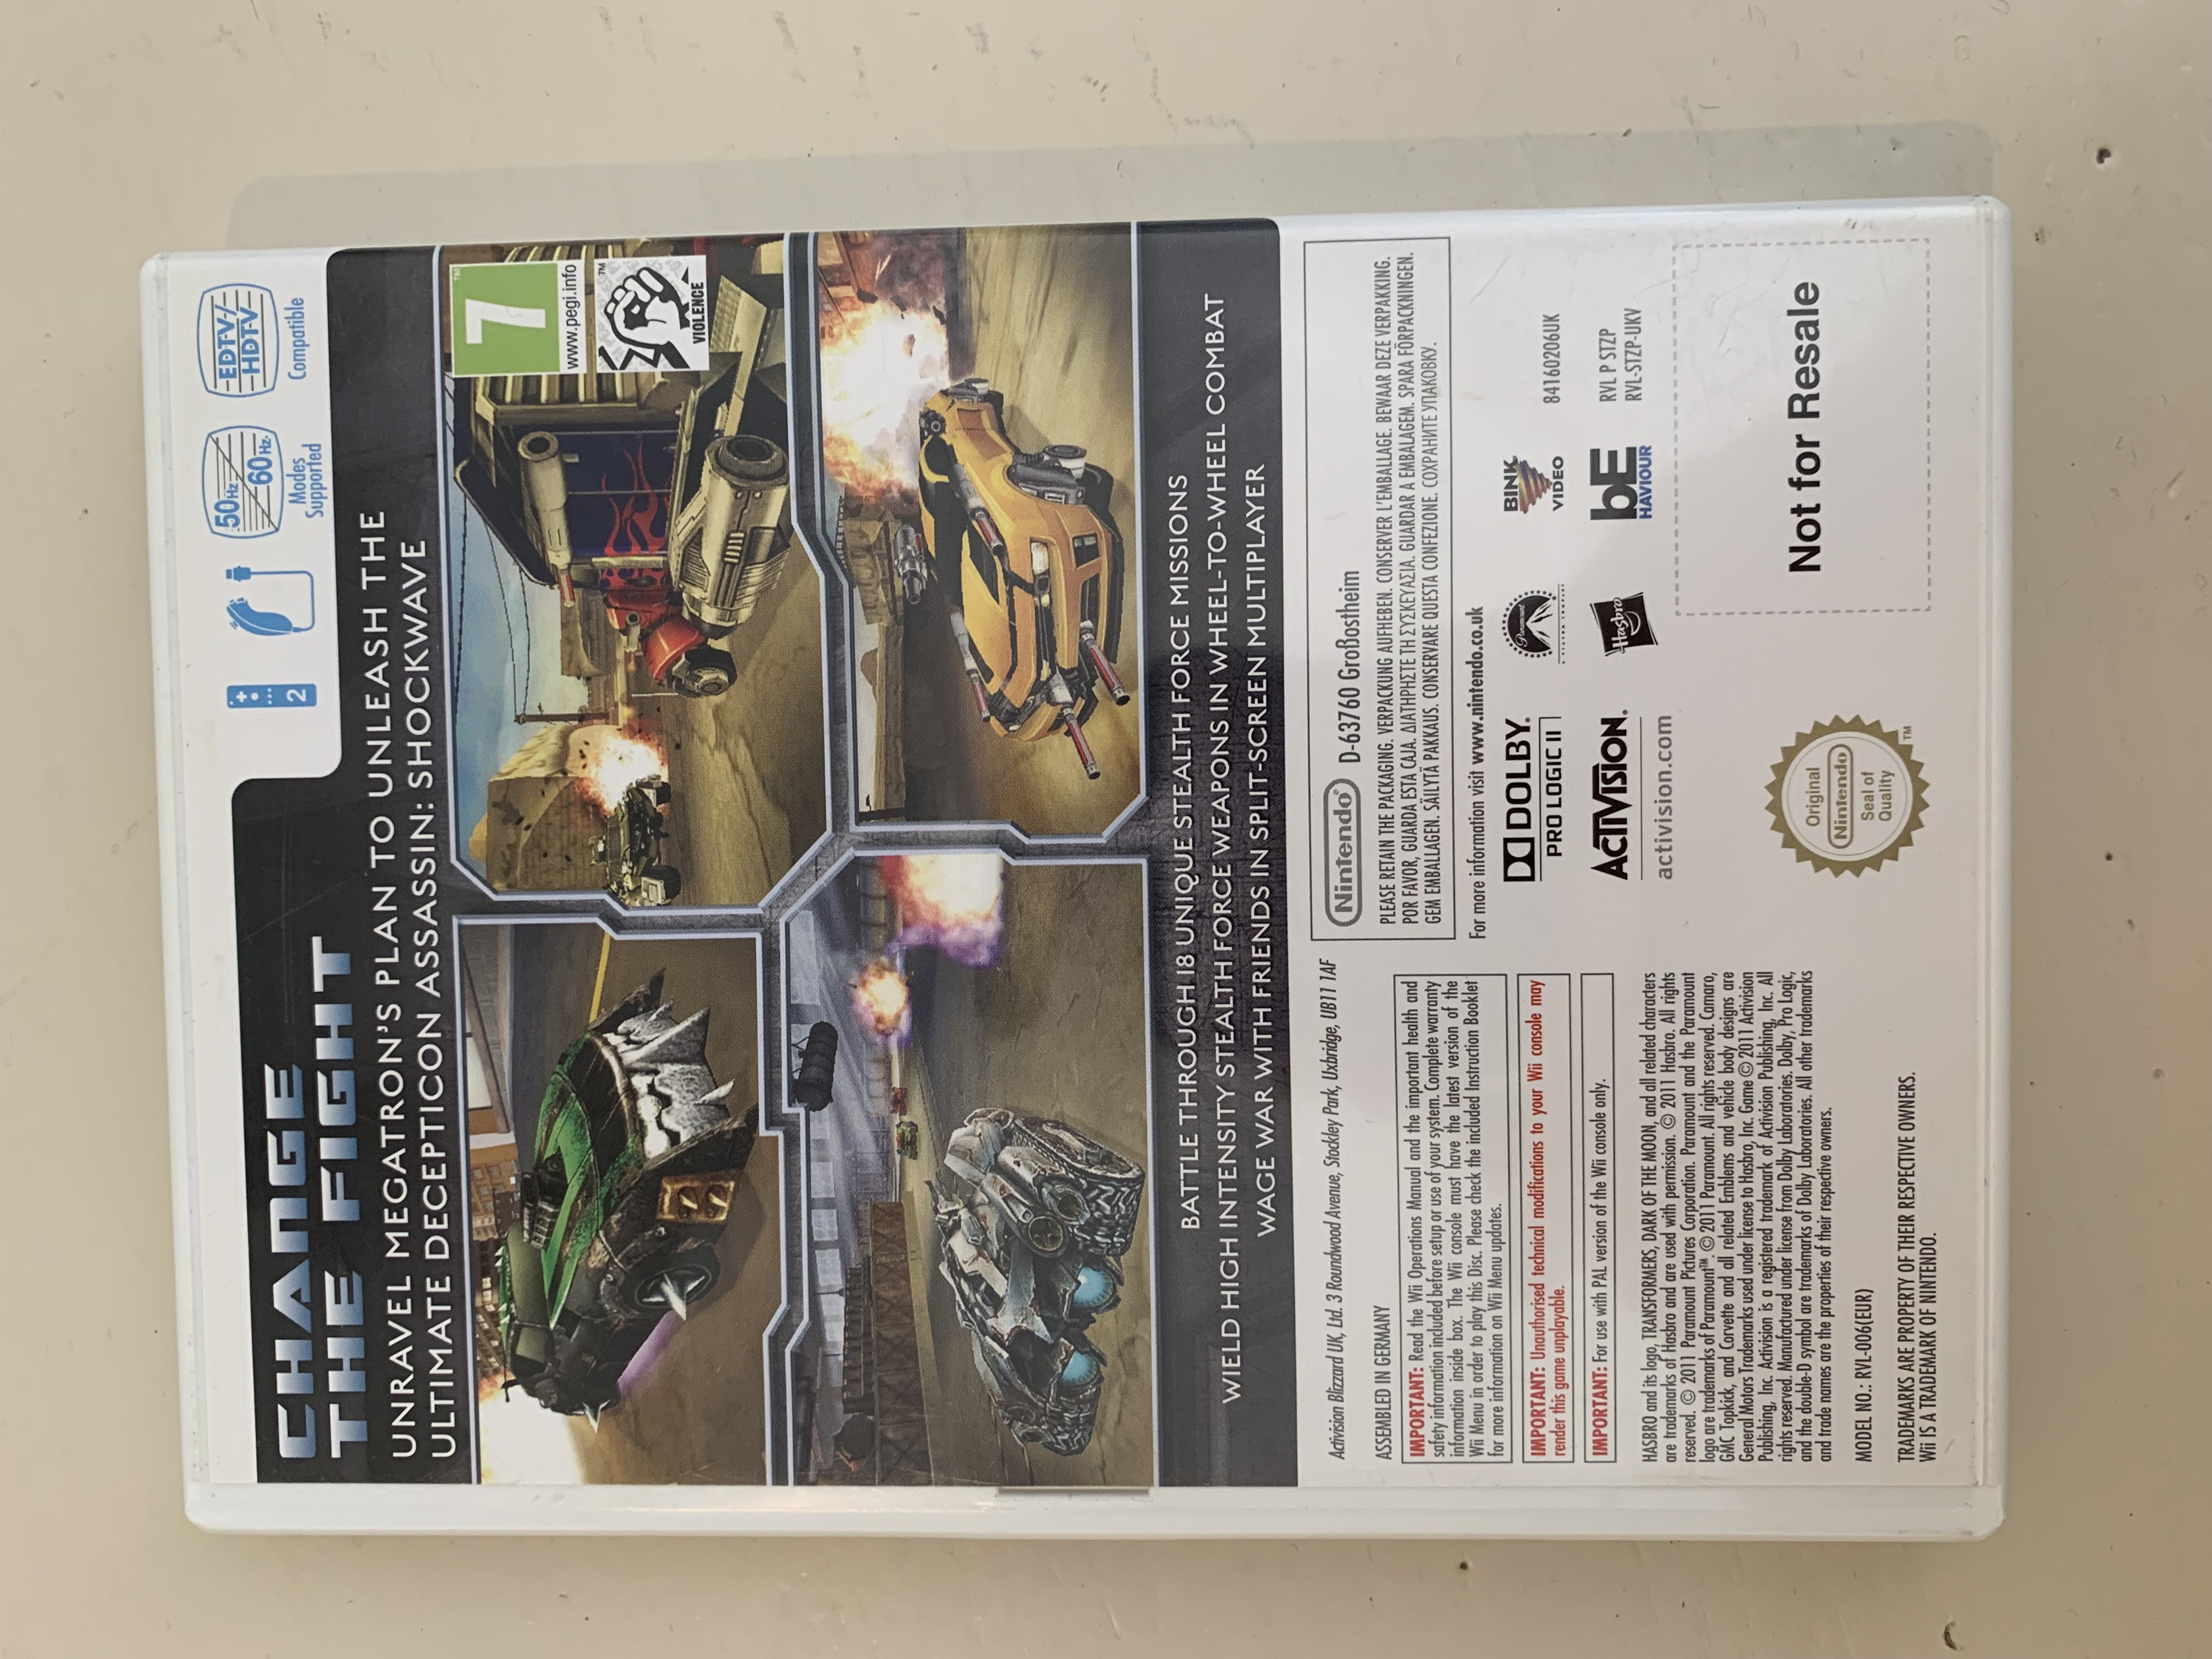 CHANGE
THE FIGHT
UNRAVEL MEGATRON'S PLAN TO UNLEASH THE
ULTIMATE DECEPTICON ASSASSIN: SHOCKWAVE
2
50Hz
60Hz
Modes
Supported
EDTV/
HDTV
Compatible
7
™
www.pegi.info
™
VIOLENCE
BATTLE THROUGH 18 UNIQUE STEALTH FORCE MISSIONS
WIELD HIGH INTENSITY STEALTH FORCE WEAPONS IN WHEEL-TO-WHEEL COMBAT
WAGE WAR WITH FRIENDS IN SPLIT-SCREEN MULTIPLAYER
Activision Blizzard UK, Ltd. 3 Roundwood Avenue, Stockley Park, Uxbridge, UB11 1AF
ASSEMBLED IN GERMANY
IMPORTANT: Read the Wii Operations Manual and the important health and
safety information included before setup or use of your system. Complete warranty
information inside box. The Wii console must have the latest version of the
Wii Menu in order to play this Disc. Please check the included Instruction Booklet
for more information on Wii Menu updates.
IMPORTANT: Unauthorised technical modifications to your Wii console may
render this game unplayable.
IMPORTANT: For use with PAL version of the Wii console only.
HASBRO and its logo, TRANSFORMERS, DARK OF THE MOON, and all related characters
are trademarks of Hasbro and are used with permission. © 2011 Hasbro. All rights
reserved. © 2011 Paramount Pictures Corporation. Paramount and the Paramount
logo are trademarks of Paramount™. © 2011 Paramount. All rights reserved. Camaro,
GMC Topkick, and Corvette and all related Emblems and vehicle body designs are
General Motors Trademarks used under license to Hasbro, Inc. Game © 2011 Activision
Publishing, Inc. Activision is a registered trademark of Activision Publishing, Inc. All
rights reserved. Manufactured under license from Dolby Laboratories. Dolby, Pro Logic,
and the double-D symbol are trademarks of Dolby Laboratories. All other trademarks
and trade names are the properties of their respective owners.
MODEL NO.: RVL-006(EUR)
TRADEMARKS ARE PROPERTY OF THEIR RESPECTIVE OWNERS.
Wii IS A TRADEMARK OF NINTENDO.
Nintendo® D-63760 Großostheim
PLEASE RETAIN THE PACKAGING. VERPACKUNG AUFHEBEN. CONSERVER L'EMBALLAGE. BEWAAR DEZE VERPAKKING.
POR FAVOR, GUARDA ESTA CAJA. ΔΙΑΤΗΡΗΣΤΕ ΤΗ ΣΥΣΚΕΥΑΣΙΑ. GUARDAR A EMBALAGEM. SPARA FÖRPACKNINGEN.
GEM EMBALLAGEN. SÄILYTÄ PAKKAUS. CONSERVARE QUESTA CONFEZIONE. СОХРАНИТЕ УПАКОВКУ.
For more information visit www.nintendo.co.uk
DOLBY.
PRO LOGIC II
Paramount
A VIACOM COMPANY
BINK
VIDEO
84160206UK
ACTIVISION.
activision.com
Hasbro
bE
HAVIOUR
RVL P STZP
RVL-STZP-UKV
Original
Nintendo
Seal of
Quality
™
Not for Resale